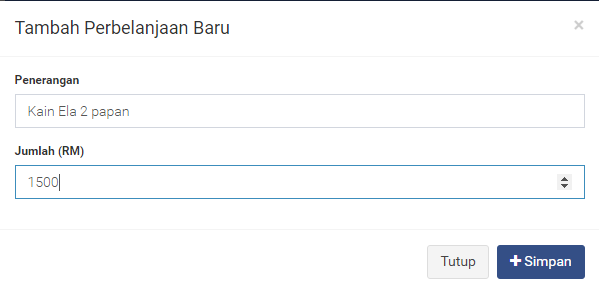 Tambah Perbelanjaan Baru
×
Penerangan
Kain Ela 2 papan
Jumlah (RM)
1500
Tutup
+ Simpan